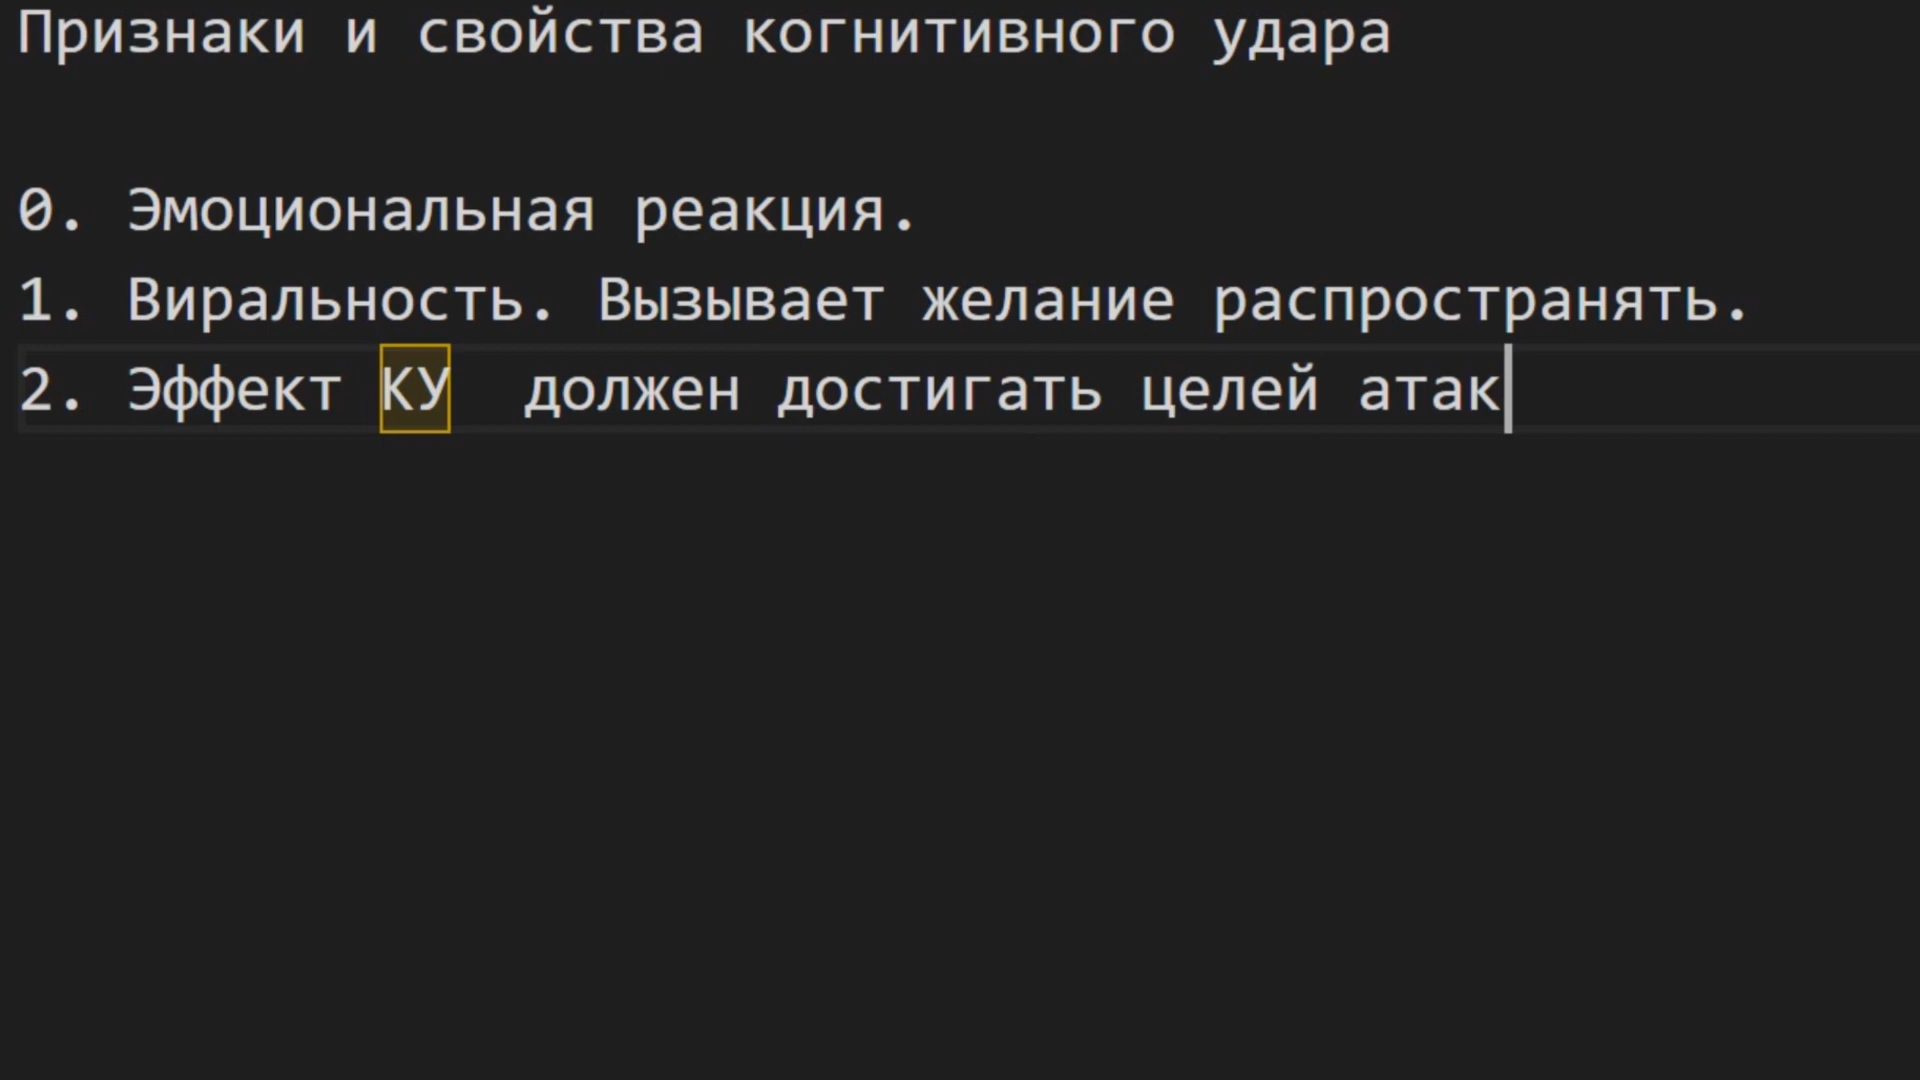 Признаки и свойства когнитивного удара
0. Эмоциональная реакция.
1. Виральность. Вызывает желание распространять.
2. Эффект КУ  должен достигать целей атак